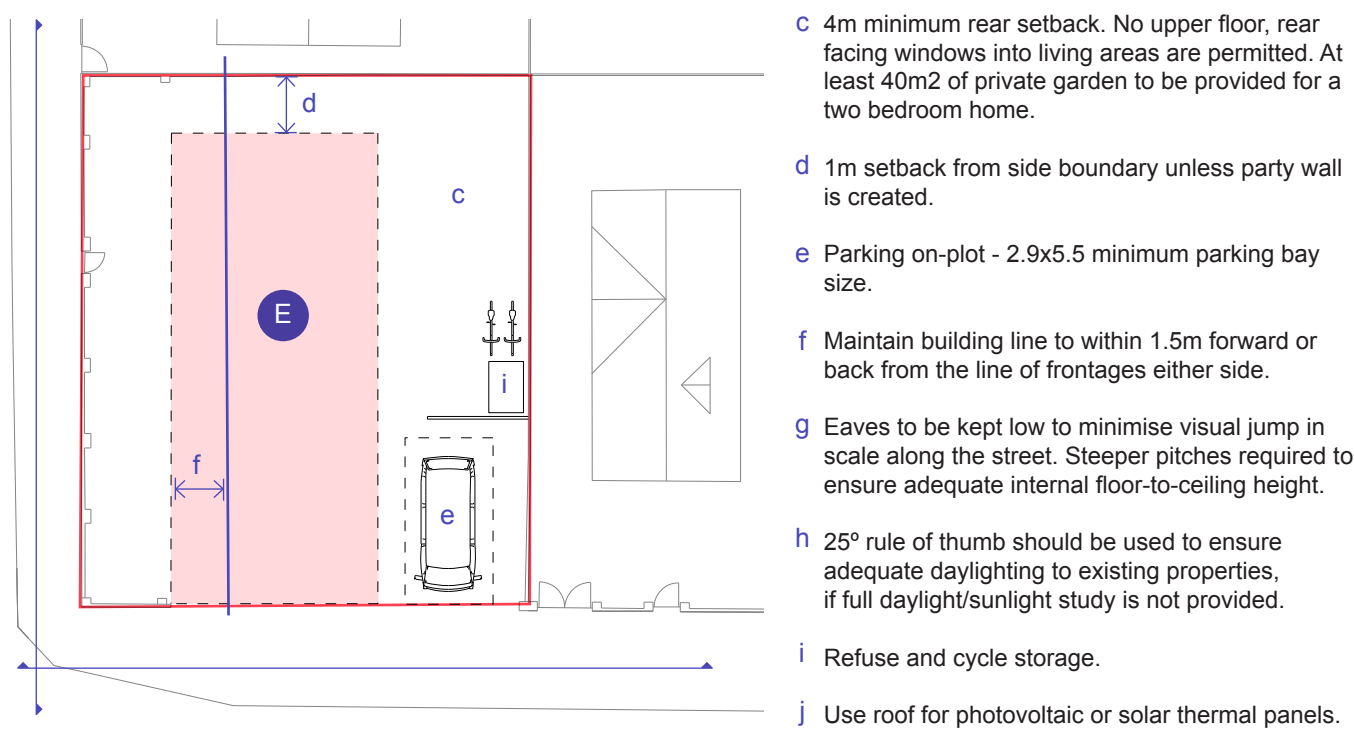 d
c
E
i
f
e
c 4m minimum rear setback. No upper floor, rear
facing windows into living areas are permitted. At
least 40m2 of private garden to be provided for a
two bedroom home.
d 1m setback from side boundary unless party wall
is created.
e Parking on-plot - 2.9x5.5 minimum parking bay
size.
f Maintain building line to within 1.5m forward or
back from the line of frontages either side.
g Eaves to be kept low to minimise visual jump in
scale along the street. Steeper pitches required to
ensure adequate internal floor-to-ceiling height.
h 25º rule of thumb should be used to ensure
adequate daylighting to existing properties,
if full daylight/sunlight study is not provided.
i Refuse and cycle storage.
j Use roof for photovoltaic or solar thermal panels.